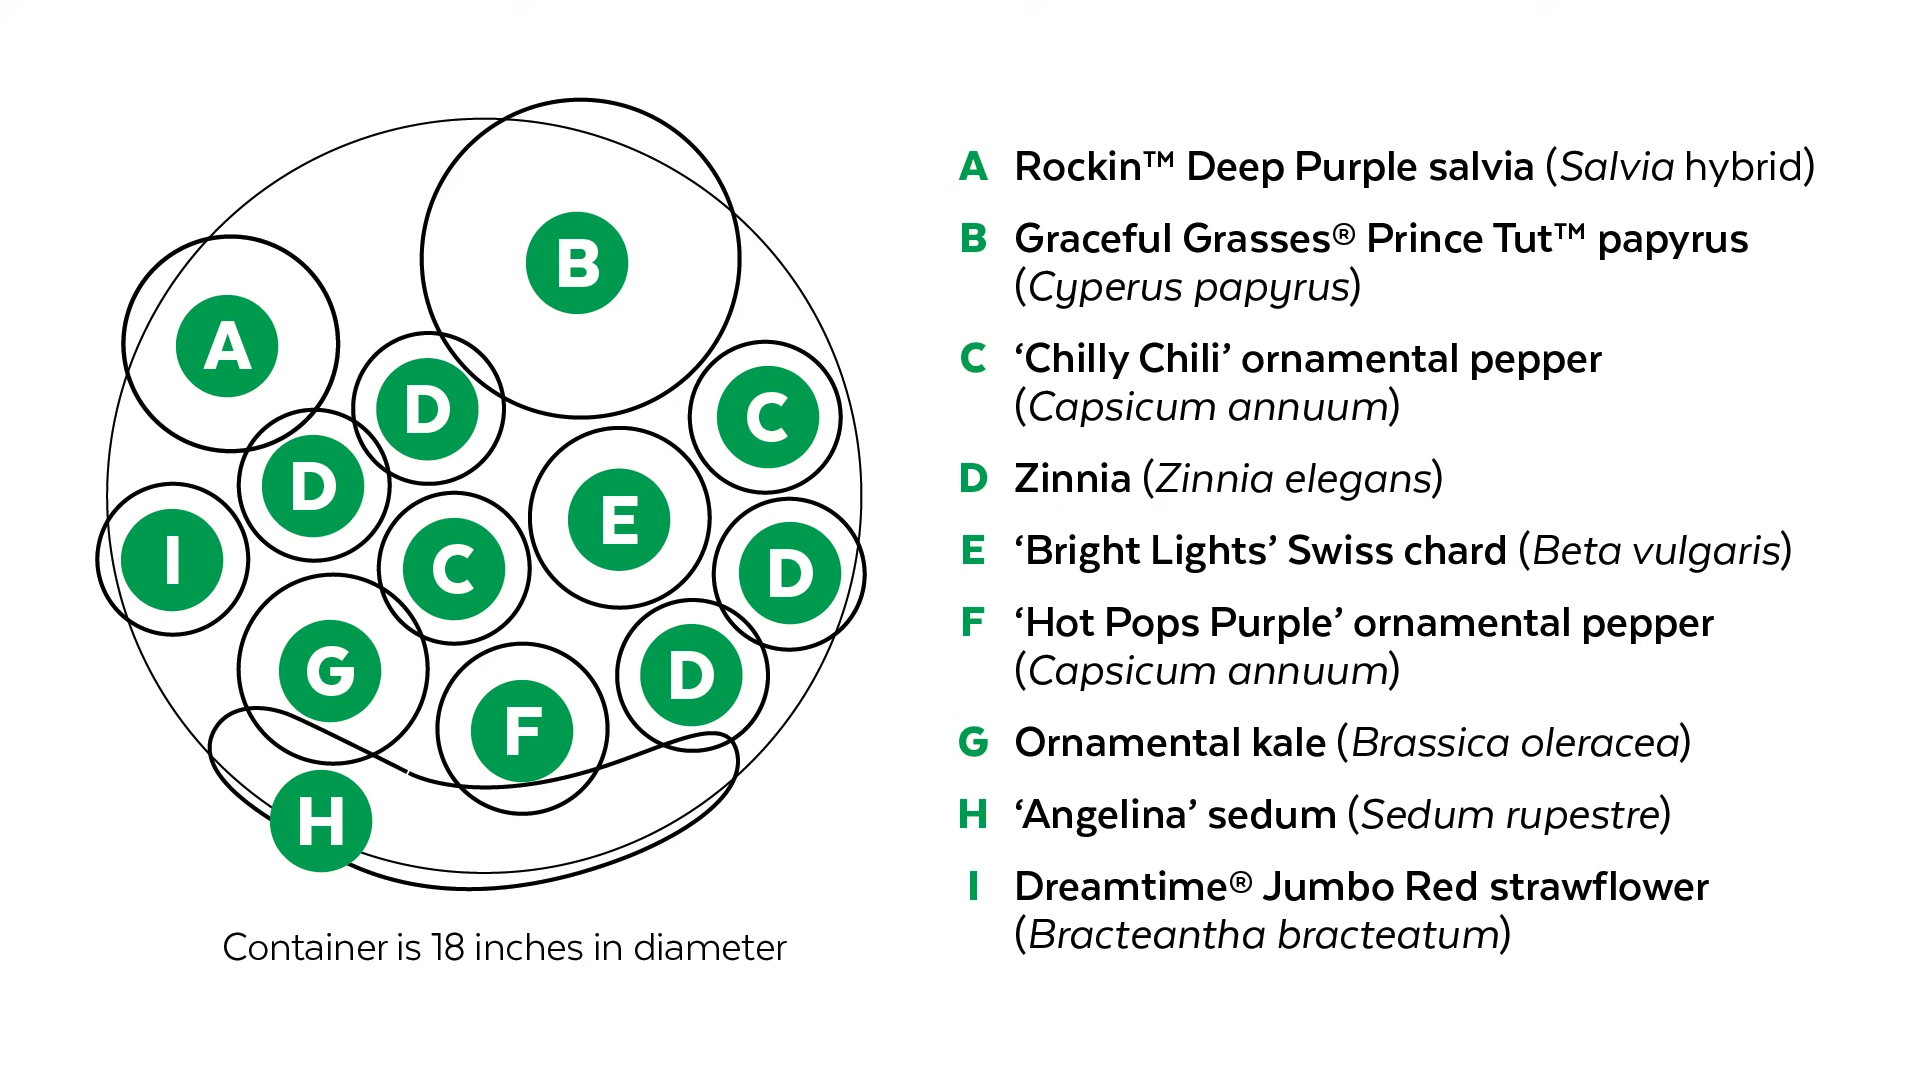 B
A
D
C
D
E
I
C
D
G
D
F
H
Container is 18 inches in diameter
A Rockin™ Deep Purple salvia (Salvia hybrid)
B Graceful Grasses® Prince Tut™ papyrus
(Cyperus papyrus)
C ‘Chilly Chili’ ornamental pepper
(Capsicum annuum)
D Zinnia (Zinnia elegans)
E ‘Bright Lights’ Swiss chard (Beta vulgaris)
F ‘Hot Pops Purple’ ornamental pepper
(Capsicum annuum)
G Ornamental kale (Brassica oleracea)
H ‘Angelina’ sedum (Sedum rupestre)
I Dreamtime® Jumbo Red strawflower
(Bracteantha bracteatum)